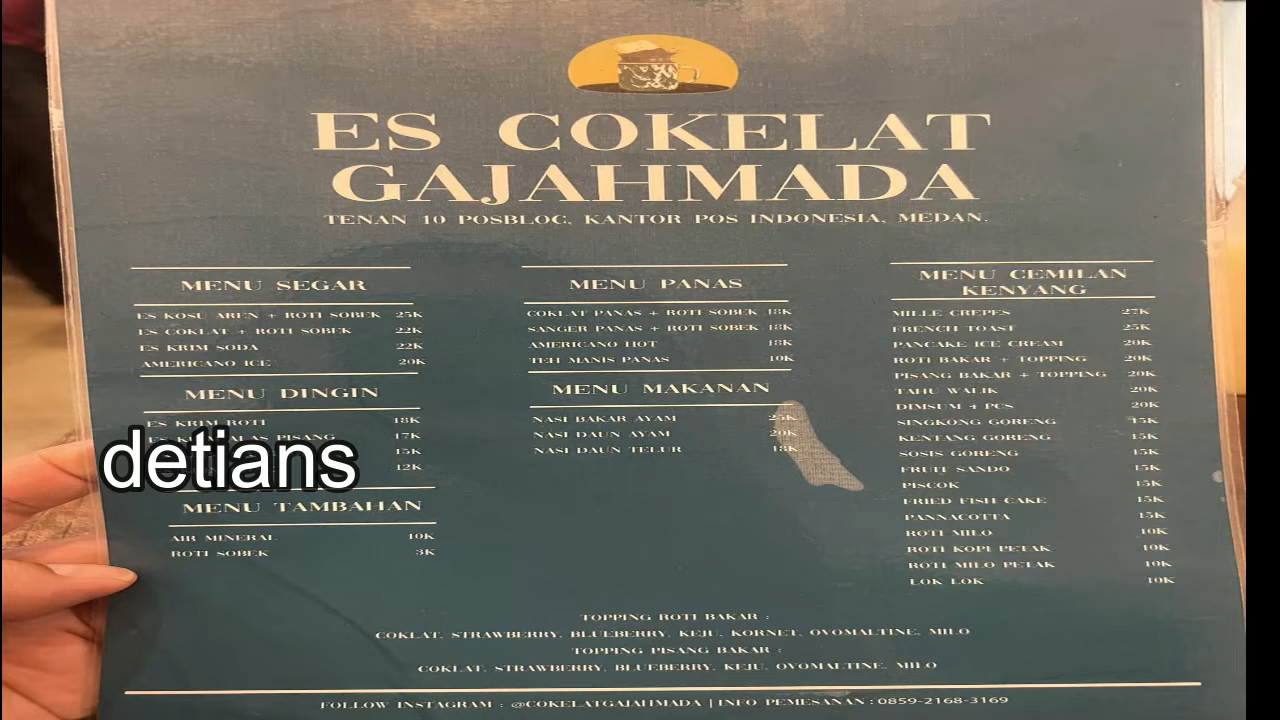 ES COKELAT
GAJAHMADA
TENAN 10 POSBLOC, KANTOR POS INDONESIA, MEDAN.
MENU SEGAR
ES KOSU AREN + ROTI SOBEK 25K
ES COKLAT + ROTI SOBEK 22K
ES KRIM SODA 22K
AMERICANO ICE 20K
MENU DINGIN
ES KRIM ROTI 18K
PISANG 17K
15K
12K
detians
MENU TAMBAHAN
AIR MINERAL 10K
ROTI SOBEK 3K
MENU PANAS
COKLAT PANAS + ROTI SOBEK 18K
SANGER PANAS + ROTI SOBEK 18K
AMERICANO HOT 18K
TEH MANIS PANAS 10K
MENU MAKANAN
NASI BAKAR AYAM 25K
NASI DAUN AYAM 20K
NASI DAUN TELUR 18K
MENU CEMILAN
KENYANG
MILLE CREPES 27K
FRENCH TOAST 25K
PANCAKE ICE CREAM 20K
ROTI BAKAR + TOPPING 20K
PISANG BAKAR + TOPPING 20K
TAHU WALIK 20K
DIMSUM 4 PCS 20K
SINGKONG GORENG 15K
KENTANG GORENG 15K
SOSIS GORENG 15K
FRUTI SANDO 15K
PISCOK 15K
FRIED FISH CAKE 15K
PANNACOTTA 15K
ROTI MILO 10K
ROTI KOPI PETAK 10K
ROTI MILO PETAK 10K
LOK LOK 10K
TOPPING ROTI BAKAR :
COKLAT, STRAWBERRY, BLUEBERRY, KEJU, KORNET, OVOMALTINE, MILO
TOPPING PISANG BAKAR :
COKLAT, STRAWBERRY, BLUEBERRY, KEJU, OVOMALTINE, MILO
FOLLOW INSTAGRAM : @COKELATGAJAHMADA | INFO PEMESANAN : 0859-2168-3169